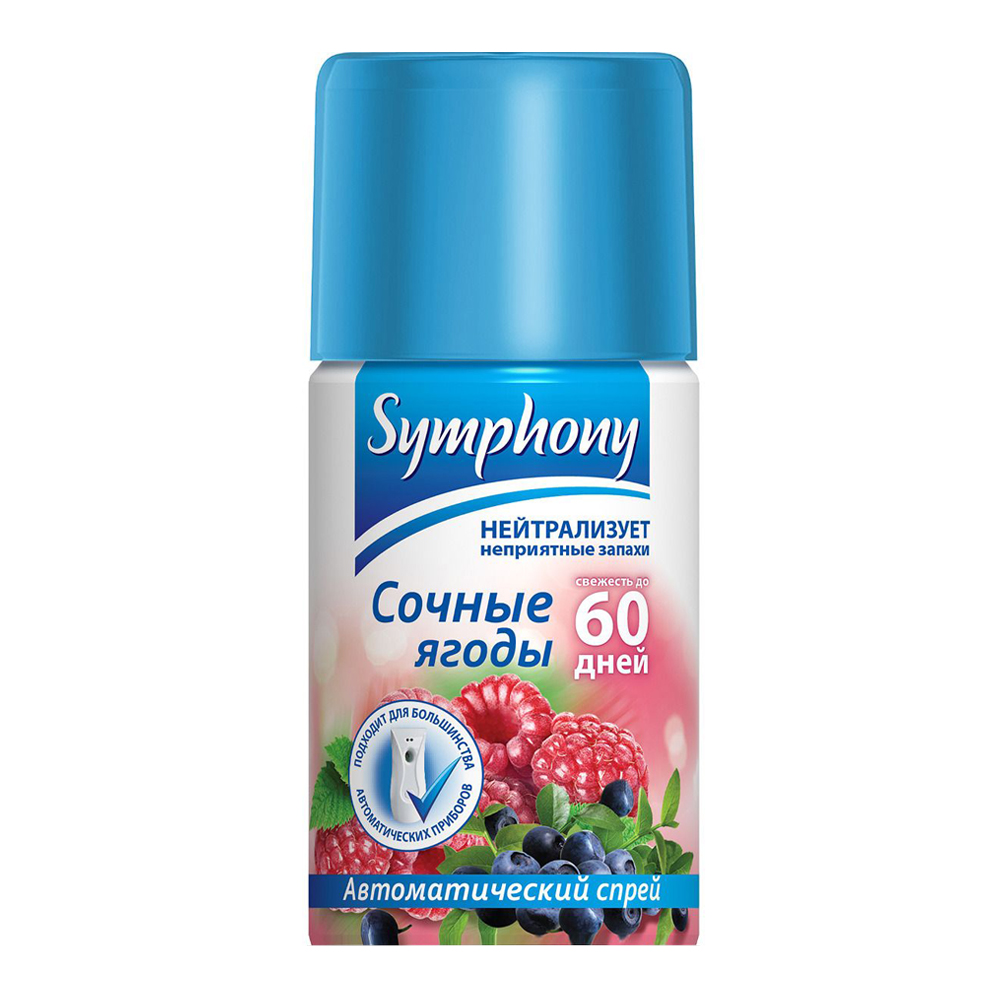 Symphony
НЕЙТРАЛИЗУЕТ
неприятные запахи
Сочные
ягоды
свежесть до
60
дней
ПОДХОДИТ ДЛЯ БОЛЬШИНСТВА
АВТОМАТИЧЕСКИХ ПРИБОРОВ
Автоматический спрей